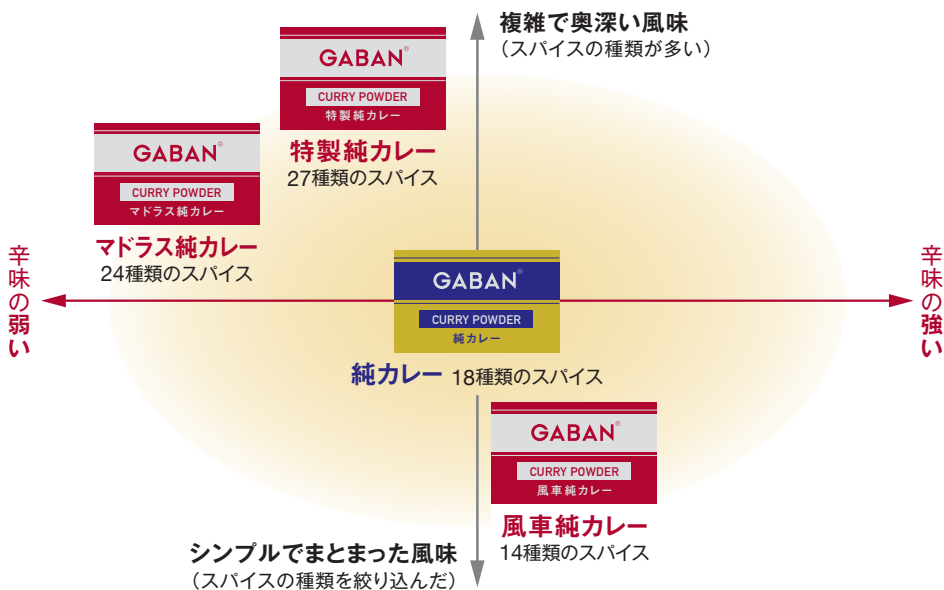 複雑で奥深い風味
（スパイスの種類が多い）
GABAN®
CURRY POWDER
特製純カレー
特製純カレー
27種類のスパイス
GABAN®
CURRY POWDER
マドラス純カレー
マドラス純カレー
24種類のスパイス
辛味の弱い
辛味の強い
GABAN®
CURRY POWDER
純カレー
純カレー 18種類のスパイス
GABAN®
CURRY POWDER
風車純カレー
風車純カレー
14種類のスパイス
シンプルでまとまった風味
（スパイスの種類を絞り込んだ）